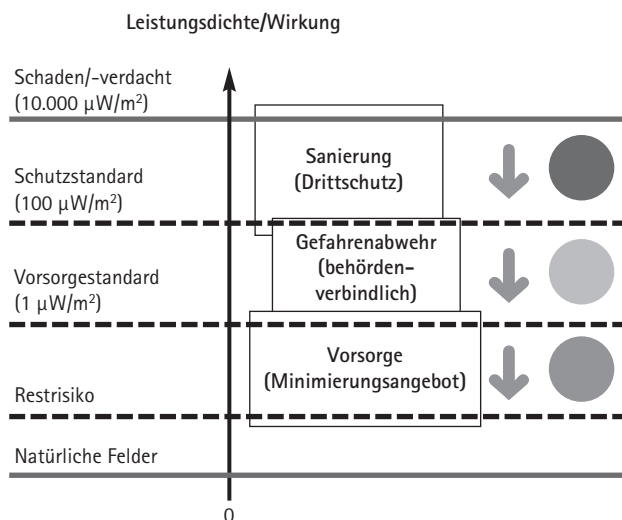 Leistungsdichte/Wirkung
Schaden/-verdacht
(10.000 µW/m²)
Sanierung
(Drittschutz)
Schutzstandard
(100 µW/m²)
Gefahrenabwehr
(behörden-
verbindlich)
Vorsorgestandard
(1 µW/m²)
Vorsorge
(Minimierungsangebot)
Restrisiko
Natürliche Felder
0